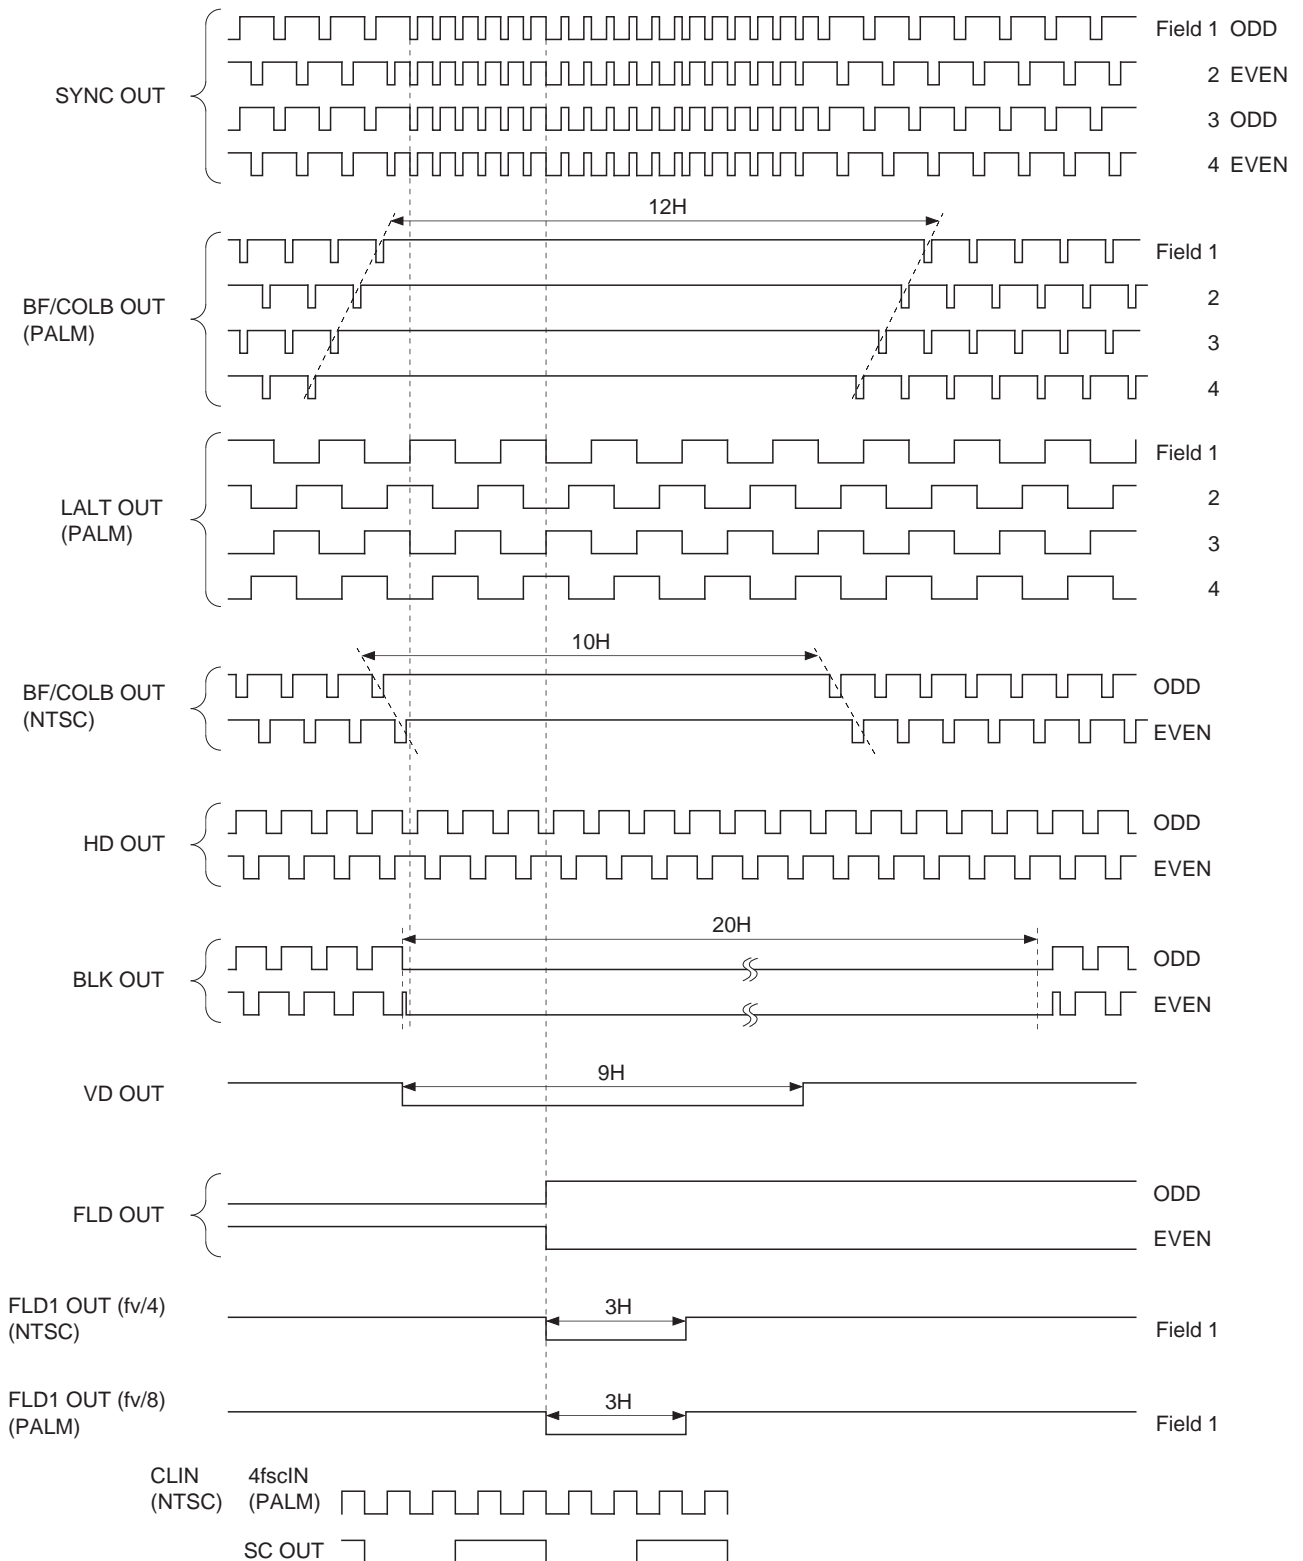 Field 1 ODD
2 EVEN
SYNC OUT
3 ODD
4 EVEN
12H
Field 1
BF/COLB OUT
(PALM)
2
3
4
Field 1
LALT OUT
(PALM)
2
3
4
10H
BF/COLB OUT
(NTSC)
ODD
EVEN
HD OUT
ODD
EVEN
20H
BLK OUT
ODD
EVEN
VD OUT
9H
FLD OUT
ODD
EVEN
FLD1 OUT (fv/4)
(NTSC)
3H
Field 1
FLD1 OUT (fv/8)
(PALM)
3H
Field 1
CLIN 4fscIN
(NTSC) (PALM)
SC OUT